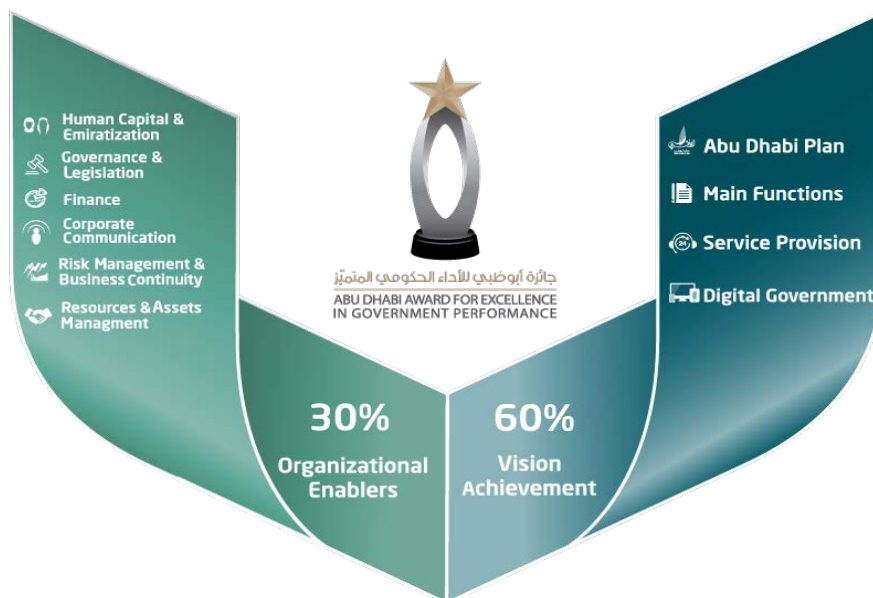 Human Capital &
Emiratization
Governance &
Legislation
Finance
Corporate
Communication
Risk Management &
Business Continuity
Resources & Assets
Managment
جائزة أبوظبي للأداء الحكومي المتميّز
ABU DHABI AWARD FOR EXCELLENCE
IN GOVERNMENT PERFORMANCE
Abu Dhabi Plan
Main Functions
24
Service Provision
Digital Government
30%
Organizational
Enablers
60%
Vision
Achievement